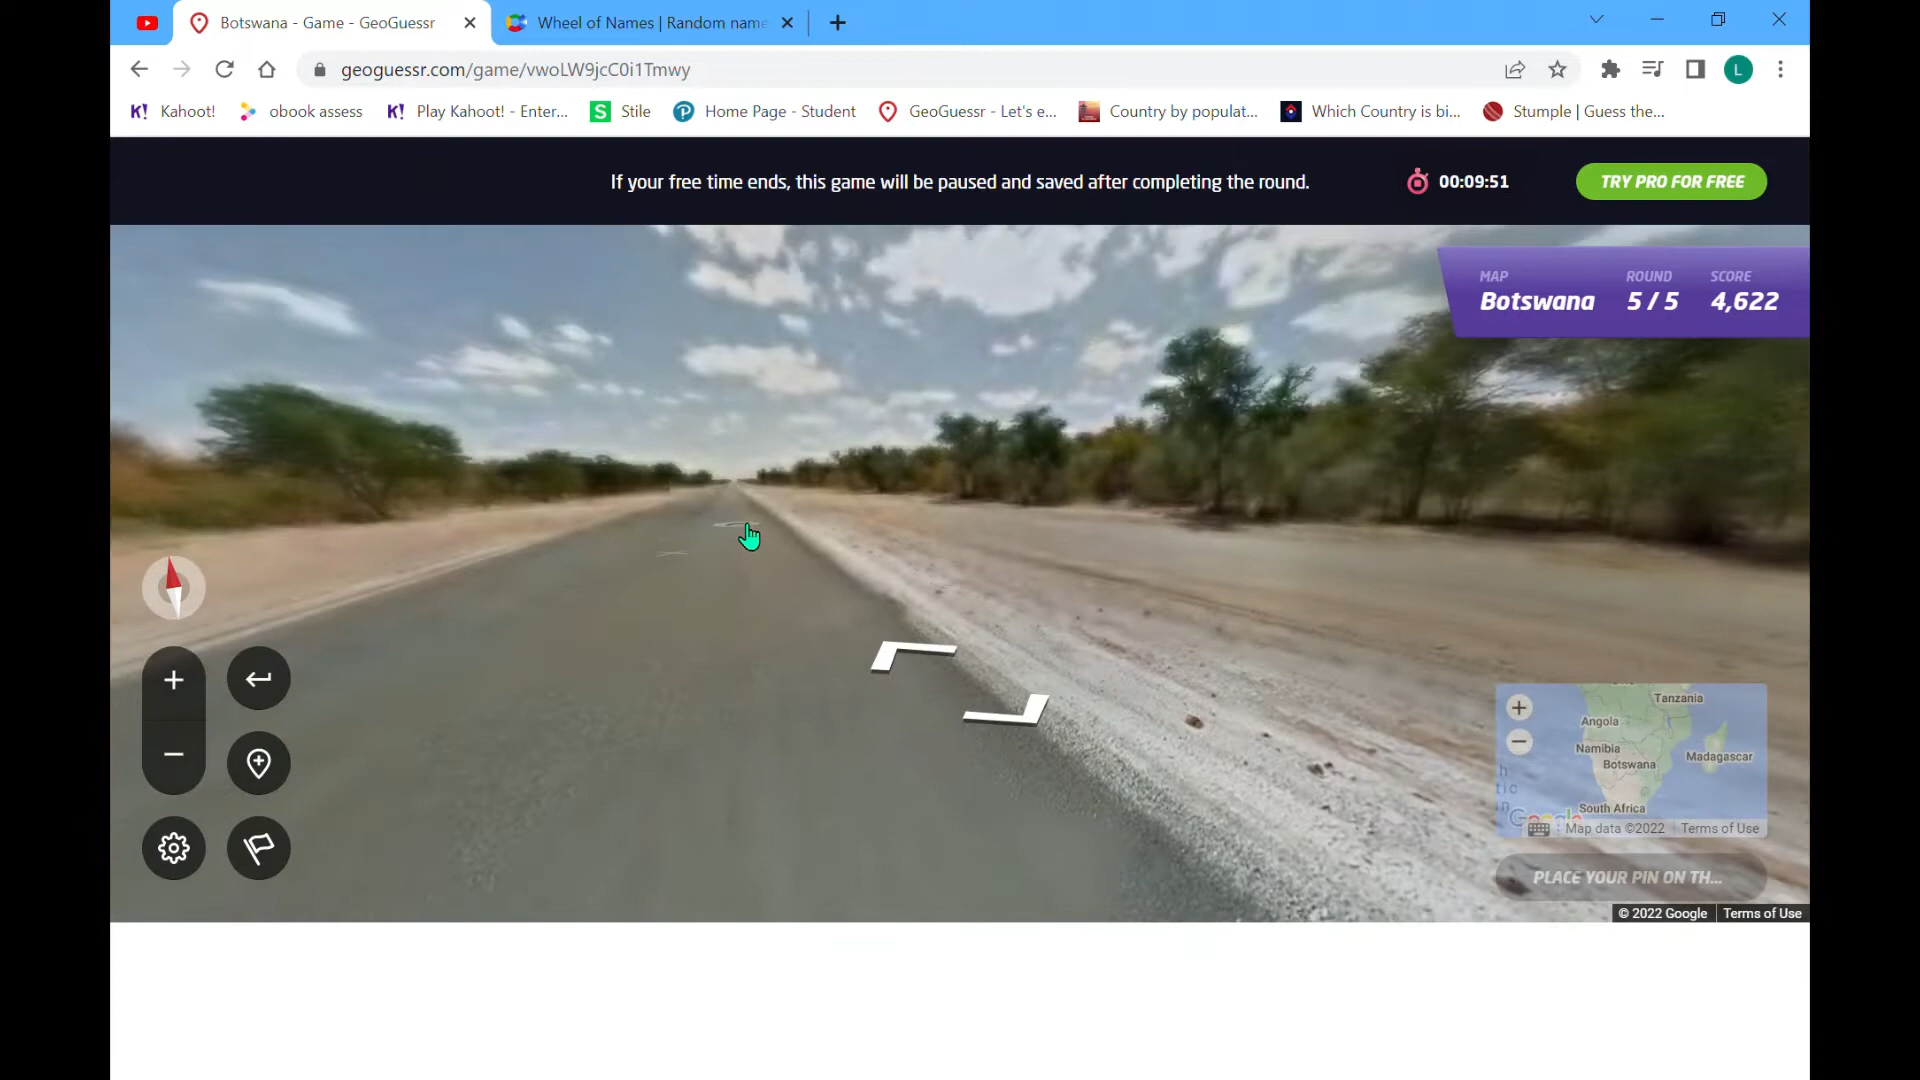 Botswana - Game - GeoGuessr
Wheel of Names | Random name
geoguessr.com/game/vwoLW9jcC0i1Tmwy
L
K! Kahoot!
obook assess
K! Play Kahoot! - Enter...
S Stile
Home Page - Student
GeoGuessr - Let's e...
Country by populat...
Which Country is bi...
Stumple | Guess the...
If your free time ends, this game will be paused and saved after completing the round.
00:09:51
TRY PRO FOR FREE
MAP ROUND SCORE
Botswana 5 / 5 4,622
Tanzania
Angola
Namibia
Madagascar
Botswana
South Africa
Google
Map data ©2022 Terms of Use
PLACE YOUR PIN ON TH...
© 2022 Google Terms of Use